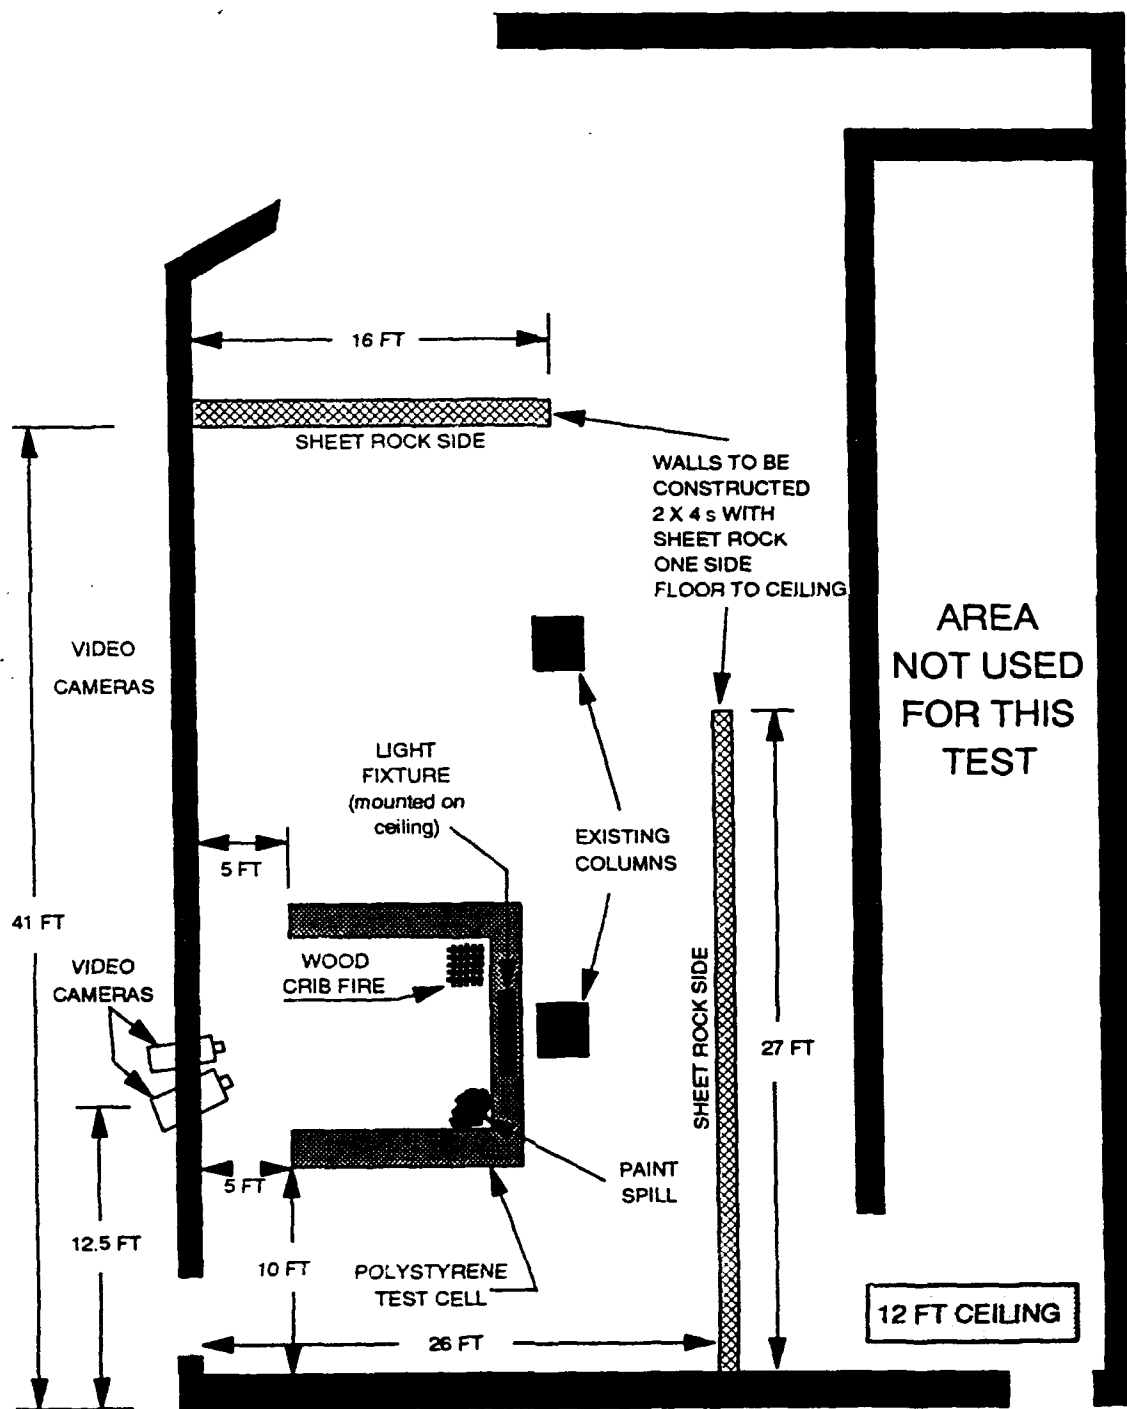 16 FT
SHEET ROCK SIDE
WALLS TO BE
CONSTRUCTED
2 X 4 s WITH
SHEET ROCK
ONE SIDE
FLOOR TO CEILING
AREA
NOT USED
FOR THIS
TEST
VIDEO
CAMERAS
LIGHT
FIXTURE
(mounted on
ceiling)
EXISTING
COLUMNS
5 FT
41 FT
WOOD
CRIB FIRE
VIDEO
CAMERAS
SHEET ROCK SIDE
27 FT
PAINT
SPILL
5 FT
12.5 FT
10 FT
POLYSTYRENE
TEST CELL
12 FT CEILING
26 FT